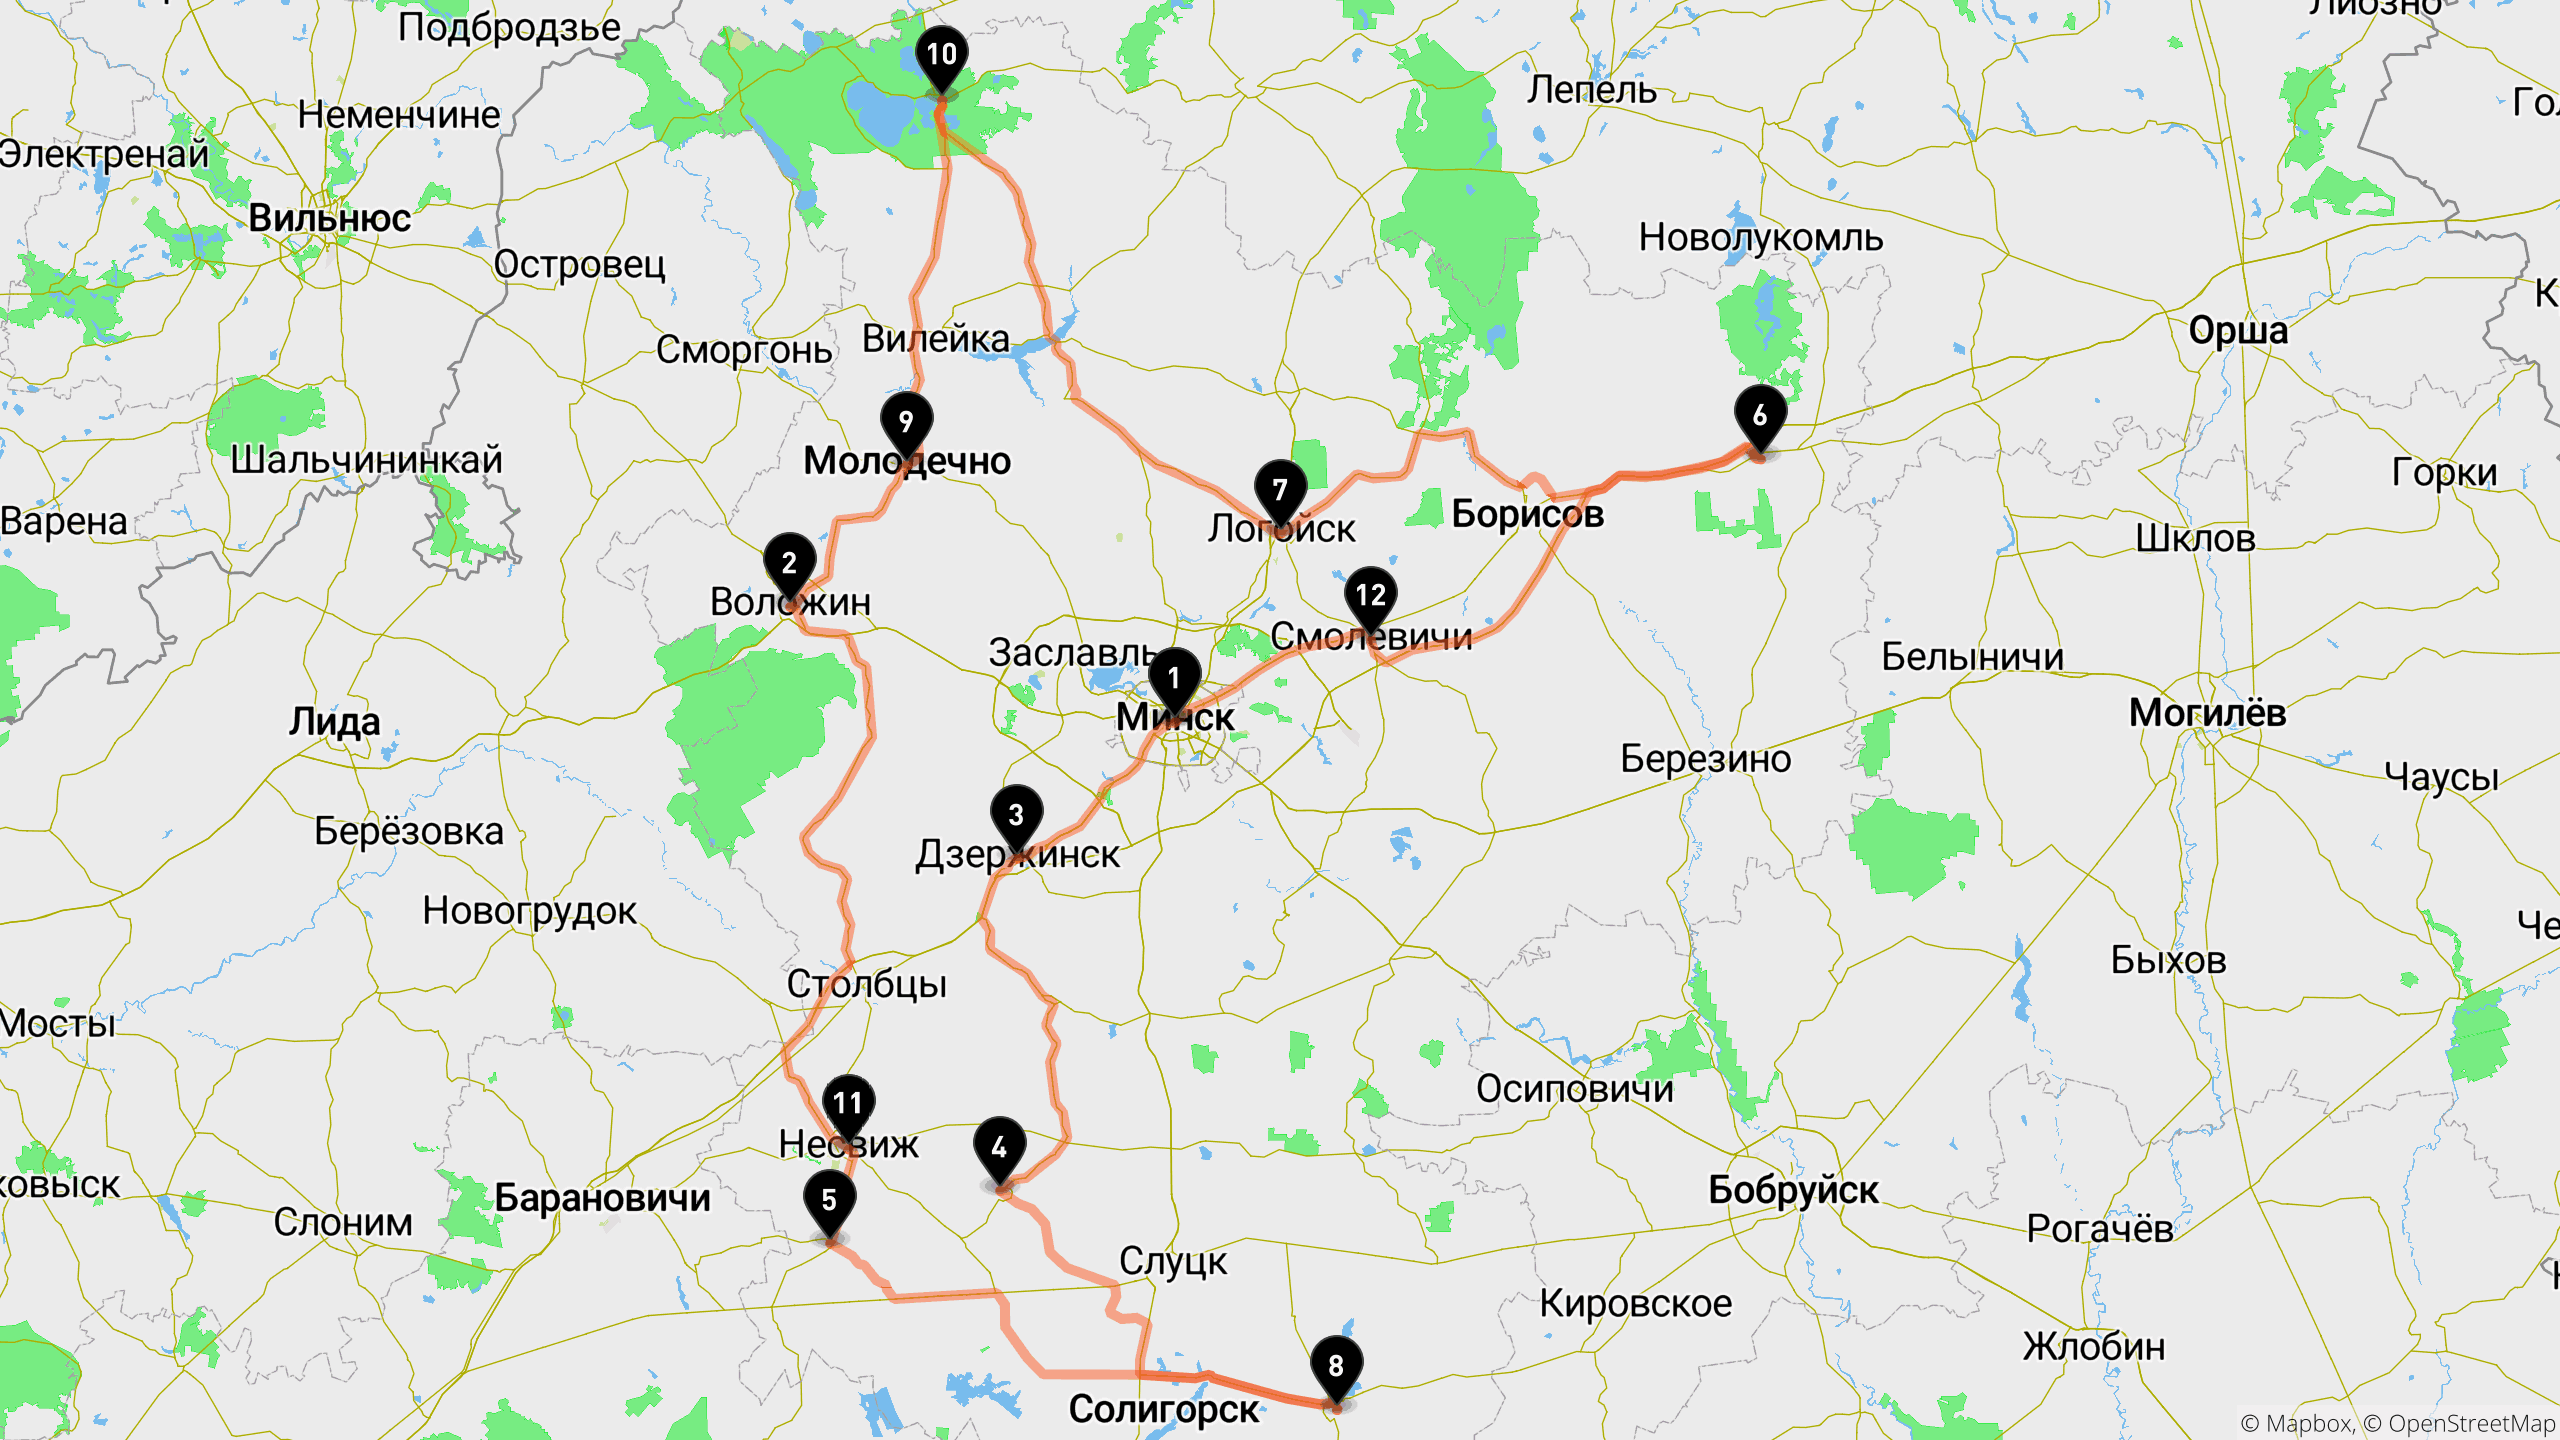 Лиозно
Подбродзье
10
Лепель
Неменчине
Го
Электренай
Вильнюс
Новолукомль
Островец
К
Орша
Вилейка
Сморгонь
9
6
Шальчининкай
Молодечно
Горки
7
Варена
Логойск
Борисов
Шклов
2
12
Воложин
Смолевичи
Заславль
Белыничи
1
Лида
Минск
Могилёв
Березино
Чаусы
3
Берёзовка
Дзержинск
Новогрудок
Че
Быхов
Столбцы
Мосты
Осиповичи
11
Несвиж
4
ковыск
Барановичи
5
Бобруйск
Слоним
Рогачёв
Слуцк
Кировское
Жлобин
8
Солигорск
© Mapbox, © OpenStreetMap